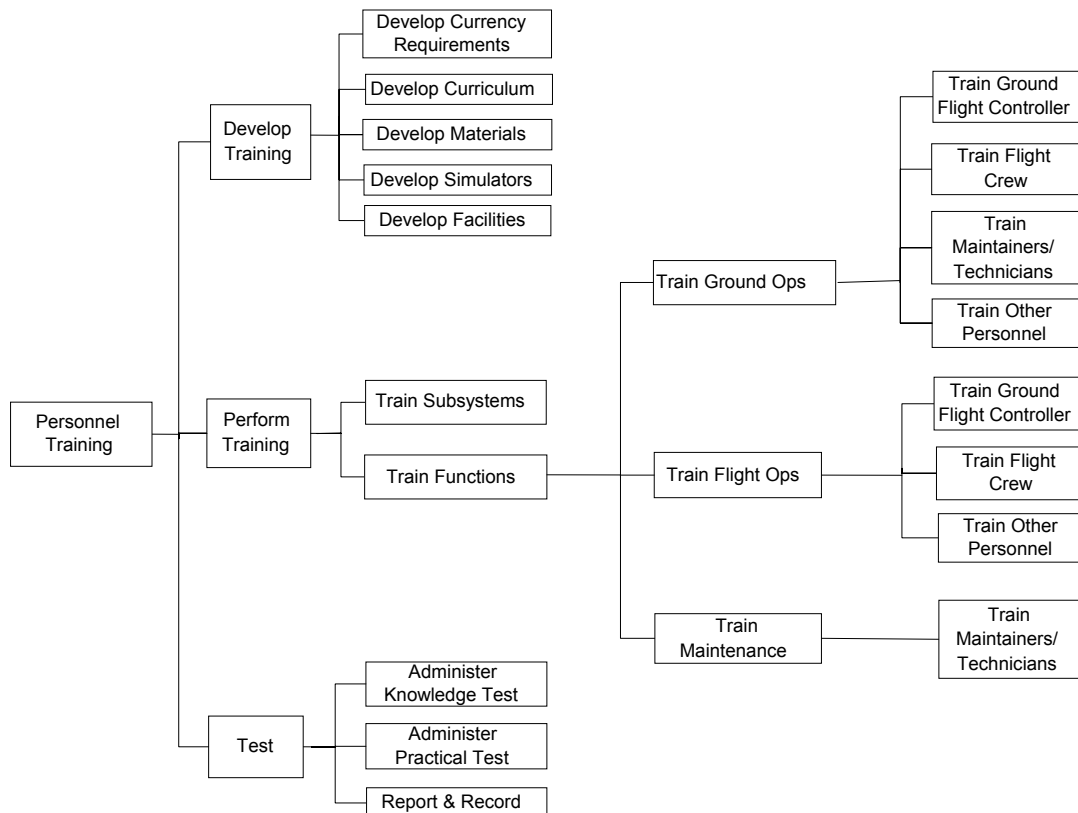 Personnel
Training
Develop
Training
Develop Currency
Requirements
Develop Curriculum
Develop Materials
Develop Simulators
Develop Facilities
Perform
Training
Train Subsystems
Train Functions
Train Ground Ops
Train Ground
Flight Controller
Train Flight
Crew
Train
Maintainers/
Technicians
Train Other
Personnel
Train Flight Ops
Train Ground
Flight Controller
Train Flight
Crew
Train Other
Personnel
Train
Maintenance
Train
Maintainers/
Technicians
Test
Administer
Knowledge Test
Administer
Practical Test
Report & Record